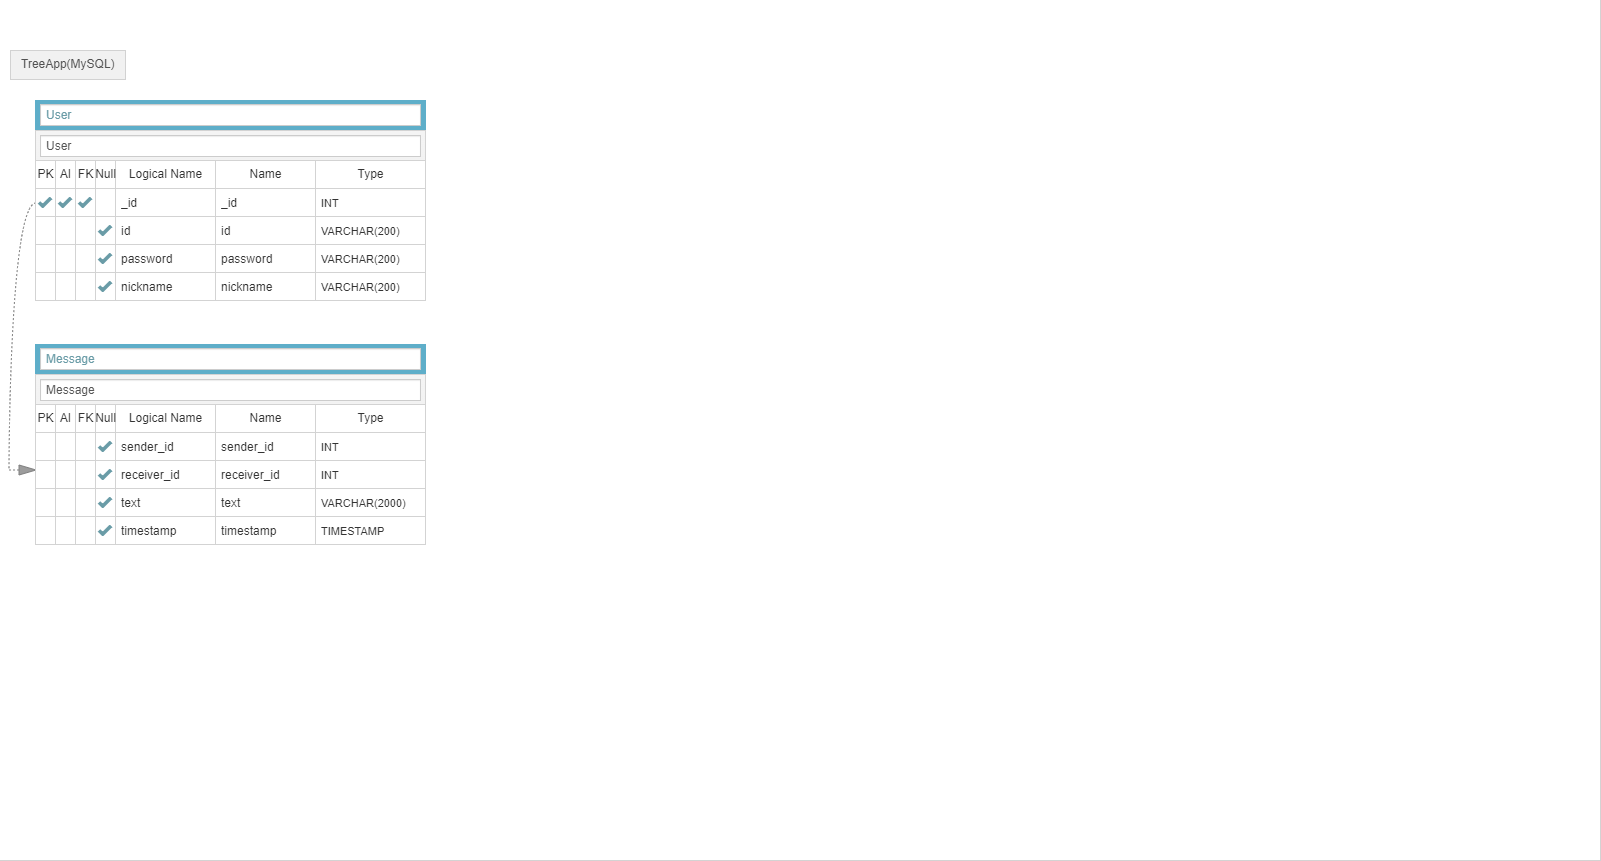 TreeApp(MySQL)
User
User
PK AI FK Null Logical Name Name Type
_id _id INT
id id VARCHAR(200)
password password VARCHAR(200)
nickname nickname VARCHAR(200)
Message
Message
PK AI FK Null Logical Name Name Type
sender_id sender_id INT
receiver_id receiver_id INT
text text VARCHAR(2000)
timestamp timestamp TIMESTAMP